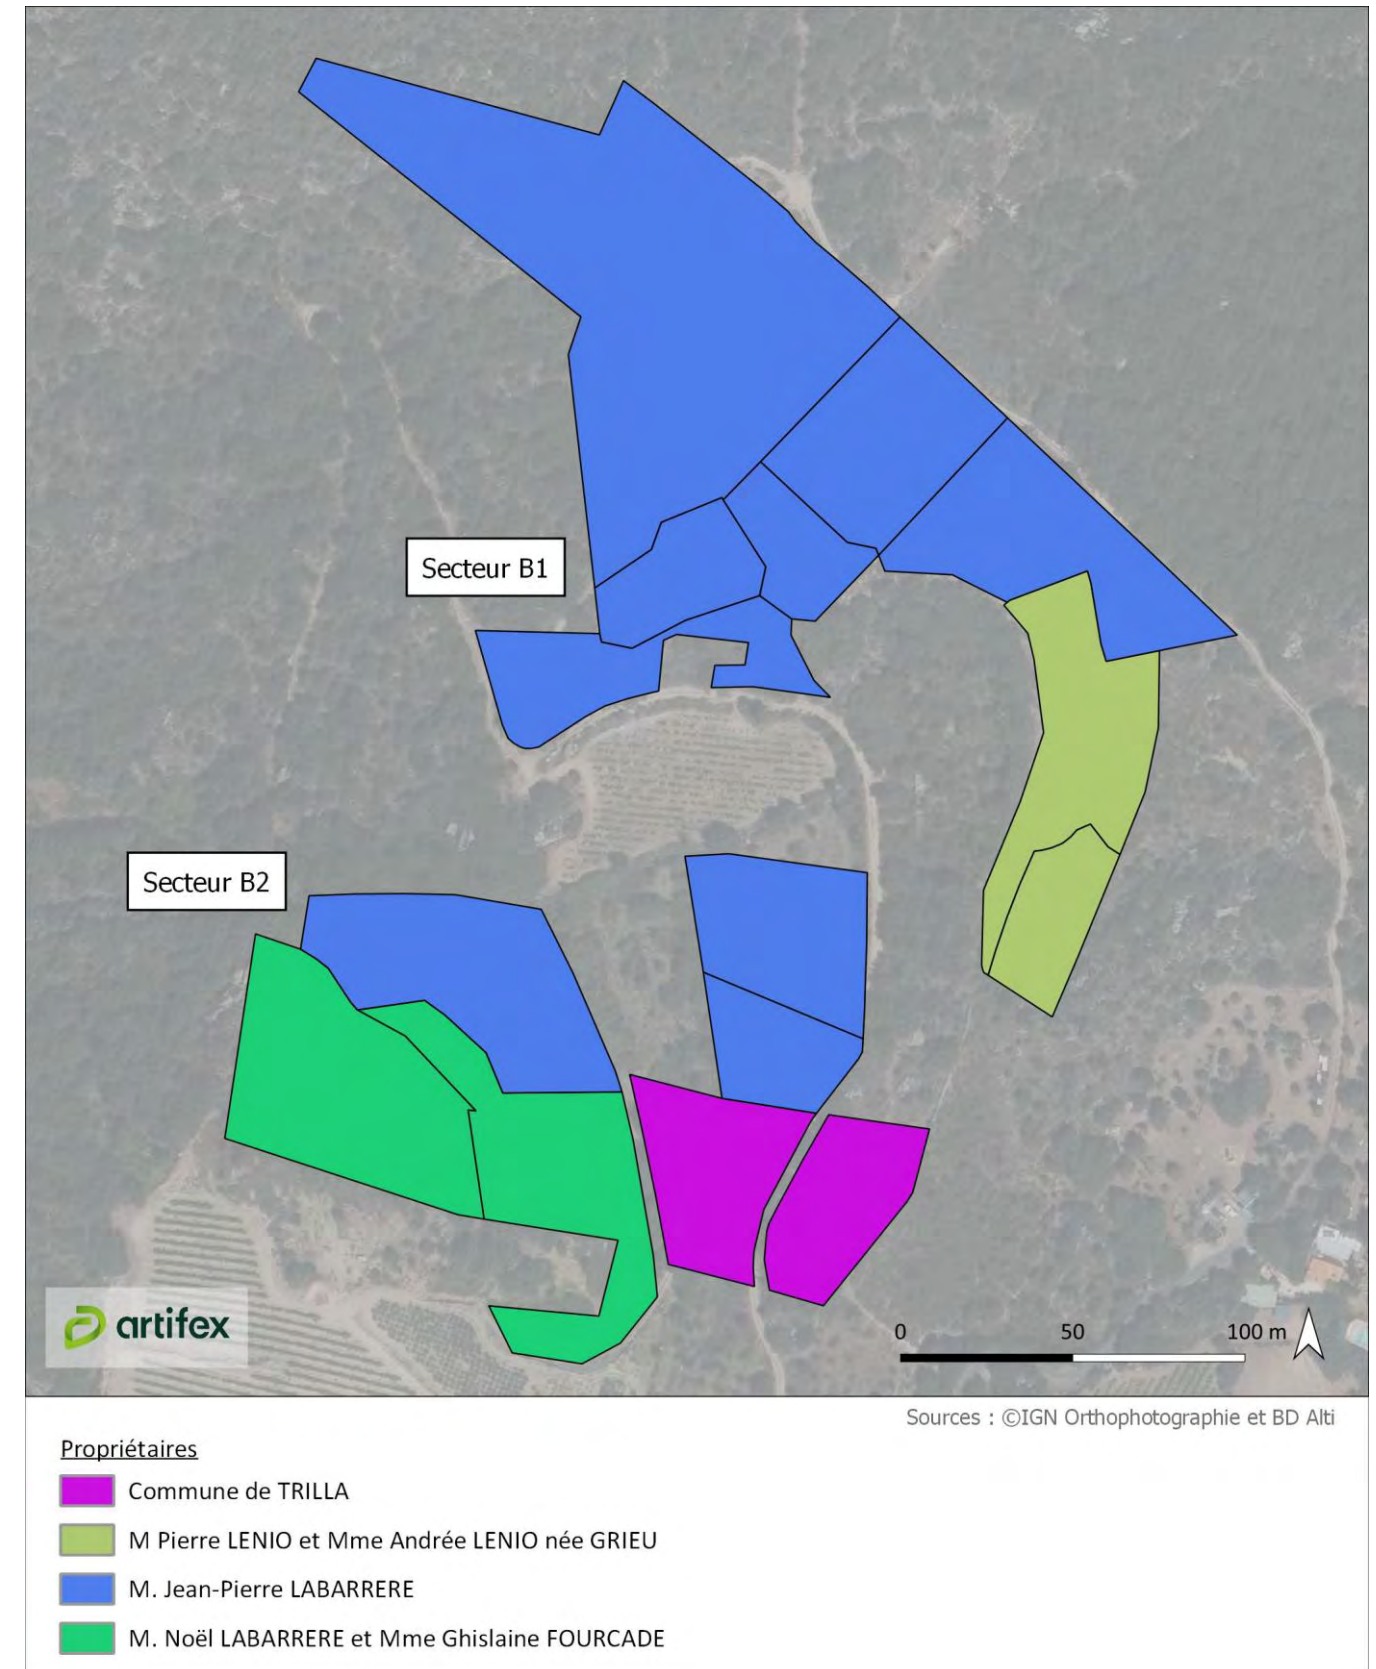 Secteur B1
Secteur B2
artifex
0 50 100 m
Sources : ©IGN Orthophotographie et BD Alti
Propriétaires
Commune de TRILLA
M Pierre LENIO et Mme Andrée LENIO née GRIEU
M. Jean-Pierre LABARRERE
M. Noël LABARRERE et Mme Ghislaine FOURCADE